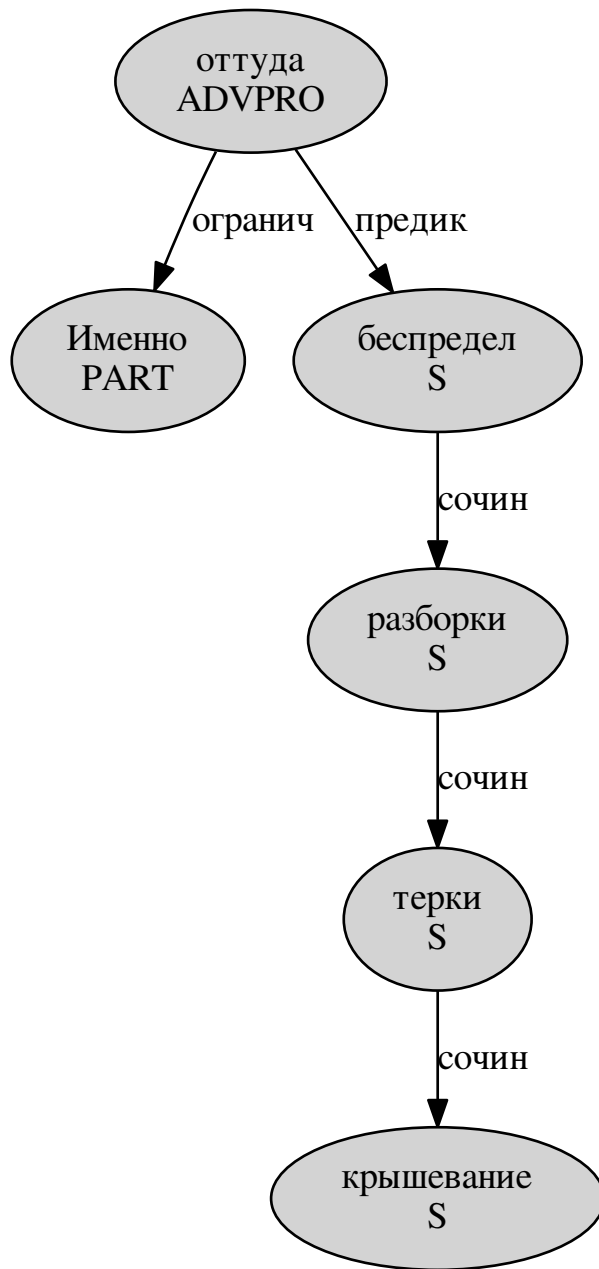 оттуда
ADVPRO
огранич
предик
Именно
PART
беспредел
S
сочин
разборки
S
сочин
терки
S
сочин
крышевание
S